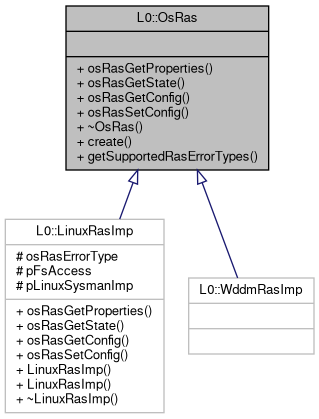 L0::OsRas
+ osRasGetProperties()
+ osRasGetState()
+ osRasGetConfig()
+ osRasSetConfig()
+ ~OsRas()
+ create()
+ getSupportedRasErrorTypes()
L0::LinuxRasImp
# osRasErrorType
# pFsAccess
# pLinuxSysmanImp
+ osRasGetProperties()
+ osRasGetState()
+ osRasGetConfig()
+ osRasSetConfig()
+ LinuxRasImp()
+ LinuxRasImp()
+ ~LinuxRasImp()
L0::WddmRasImp